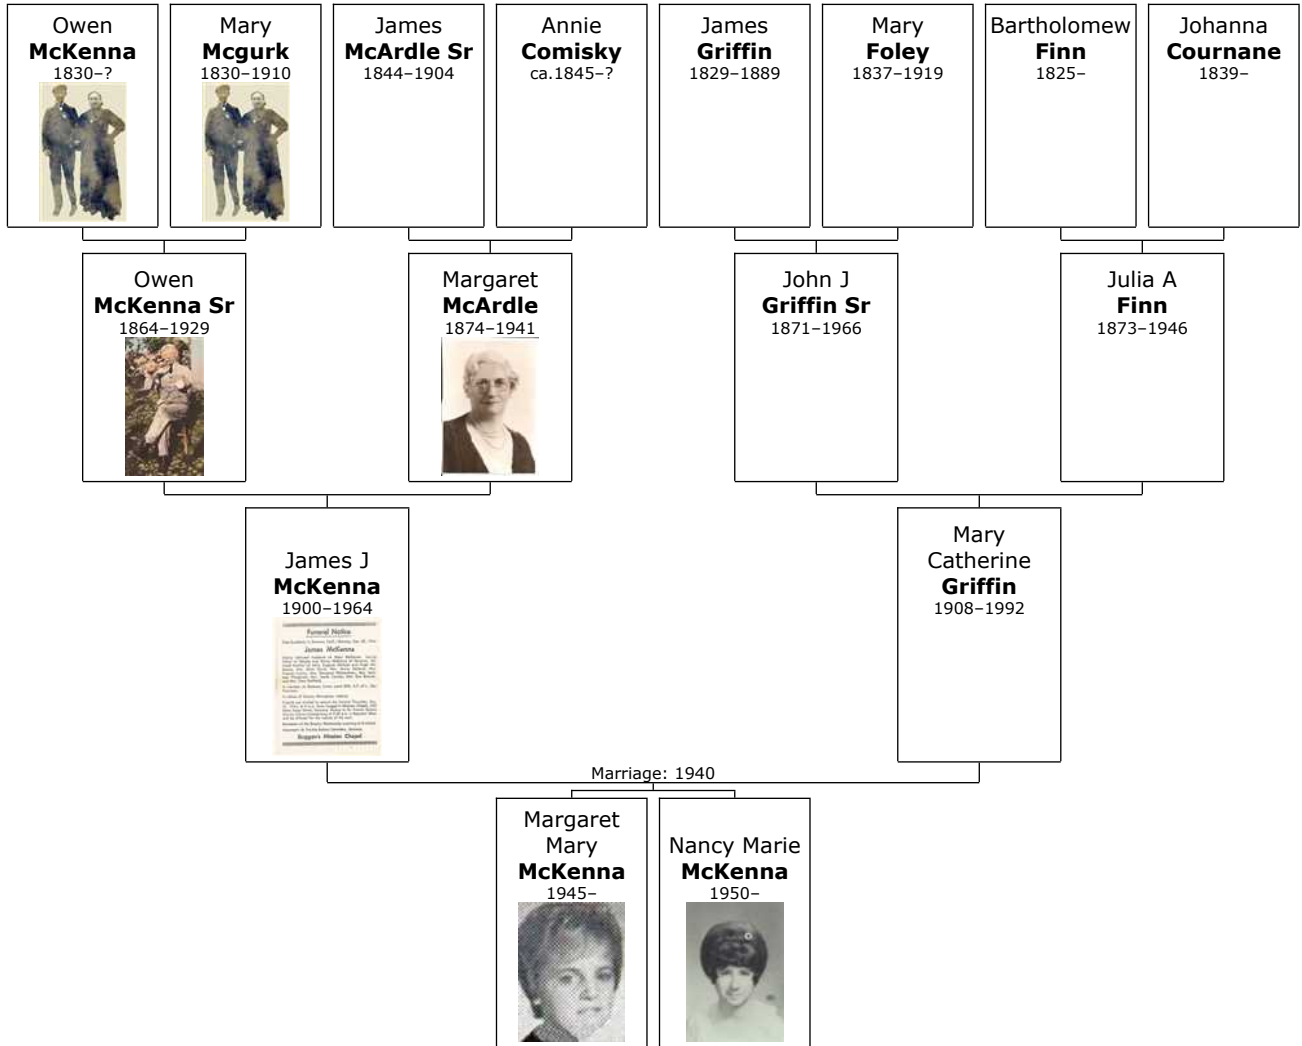 Owen
McKenna
1830–?
Mary
Mcgurk
1830–1910
James
McArdle Sr
1844–1904
Annie
Comisky
ca.1845–?
James
Griffin
1829–1889
Mary
Foley
1837–1919
Bartholomew
Finn
1825–
Johanna
Cournane
1839–
Owen
McKenna Sr
1864–1929
Margaret
McArdle
1874–1941
John J
Griffin Sr
1871–1966
Julia A
Finn
1873–1946
James J
McKenna
1900–1964
Funeral Notice
James McKenna
Duggan's Mission Chapel
Mary
Catherine
Griffin
1908–1992
Marriage: 1940
Margaret
Mary
McKenna
1945–
Nancy Marie
McKenna
1950–